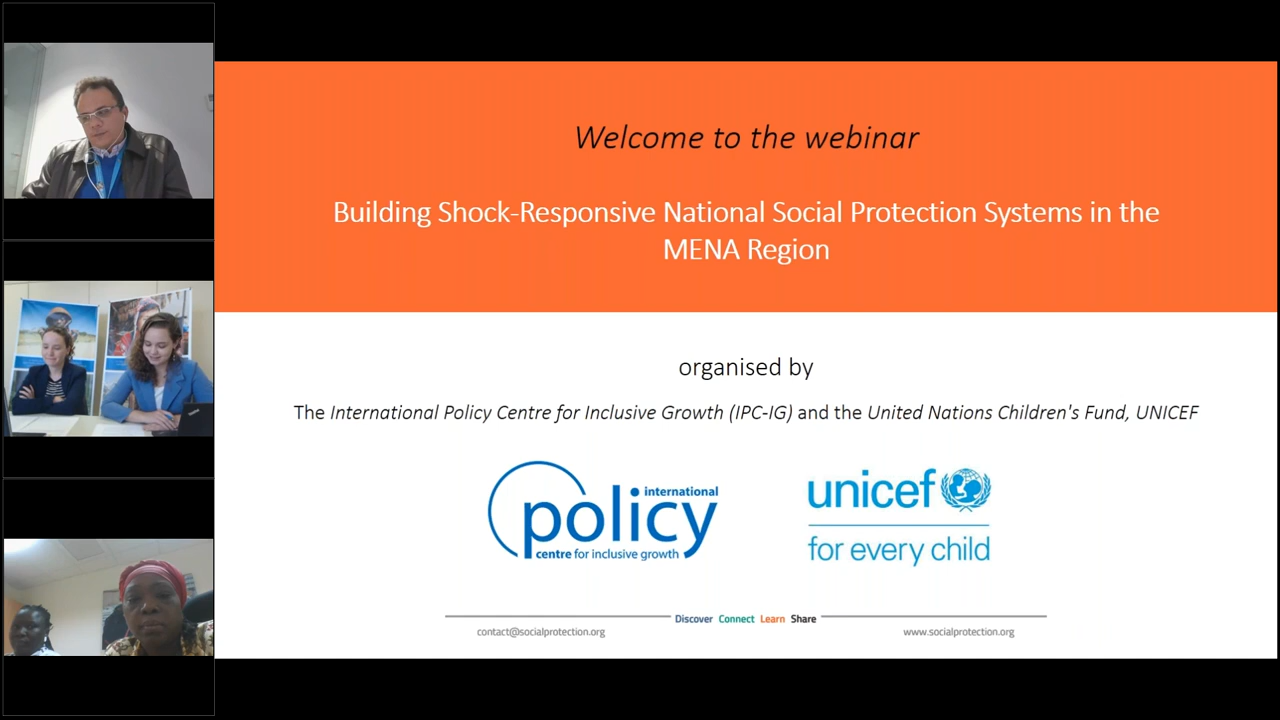 Welcome to the webinar
Building Shock-Responsive National Social Protection Systems in the
MENA Region
organised by
The International Policy Centre for Inclusive Growth (IPC-IG) and the United Nations Children's Fund, UNICEF
international
policy
centre for inclusive growth
unicef
for every child
Discover Connect Learn Share
contact@socialprotection.org
www.socialprotection.org